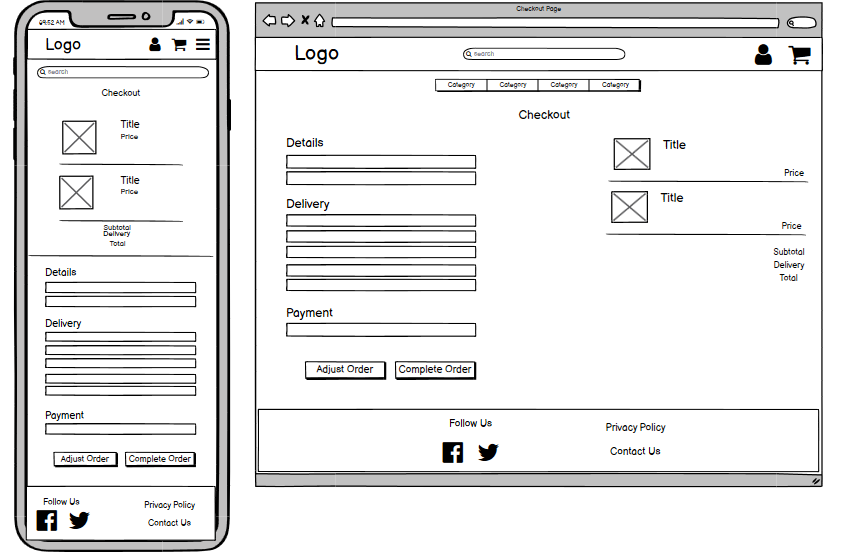 09:52 AM
Logo
Search
Checkout
Title
Price
Title
Price
Subtotal
Delivery
Total
Details
Delivery
Payment
Adjust Order
Complete Order
Follow Us
Privacy Policy
Contact Us
Checkout Page
Logo
search
Category Category Category Category
Checkout
Details
Delivery
Payment
Adjust Order
Complete Order
Title
Price
Title
Price
Subtotal
Delivery
Total
Follow Us
Privacy Policy
Contact Us